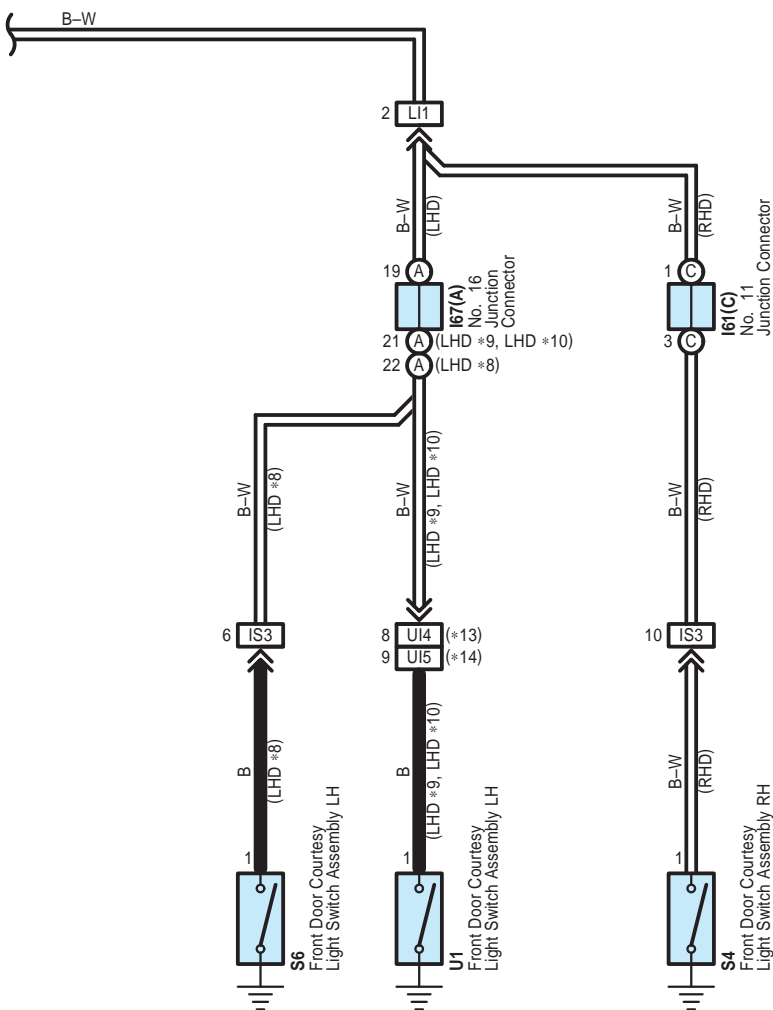 B–W
2 LI1
B–W
(LHD)
B–W
(RHD)
19 A
I67(A)
No. 16
Junction
Connector
1 C
I61(C)
No. 11
Junction Connector
21 A (LHD *9, LHD *10)
22 A (LHD *8)
3 C
B–W
(LHD *8)
B–W
(LHD *9, LHD *10)
B–W
(RHD)
6 IS3
8 UI4 (*13)
9 UI5 (*14)
10 IS3
B
(LHD *8)
B
(LHD *9, LHD *10)
B–W
(RHD)
1
S6
Front Door Courtesy
Light Switch Assembly LH
1
U1
Front Door Courtesy
Light Switch Assembly LH
1
S4
Front Door Courtesy
Light Switch Assembly RH